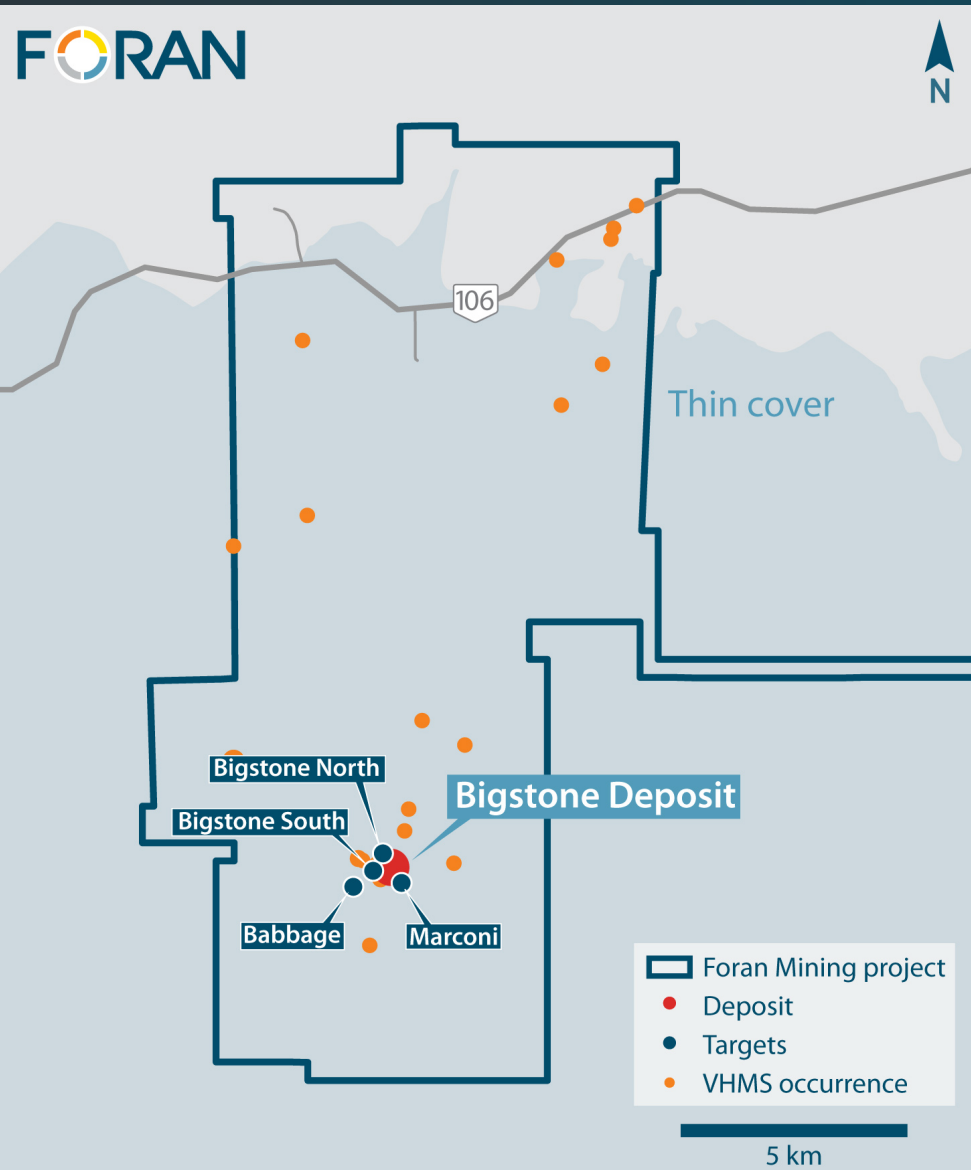 FORAN
N
106
Thin cover
Bigstone North
Bigstone Deposit
Bigstone South
Babbage
Marconi
Foran Mining project
Deposit
Targets
VHMS occurrence
5 km